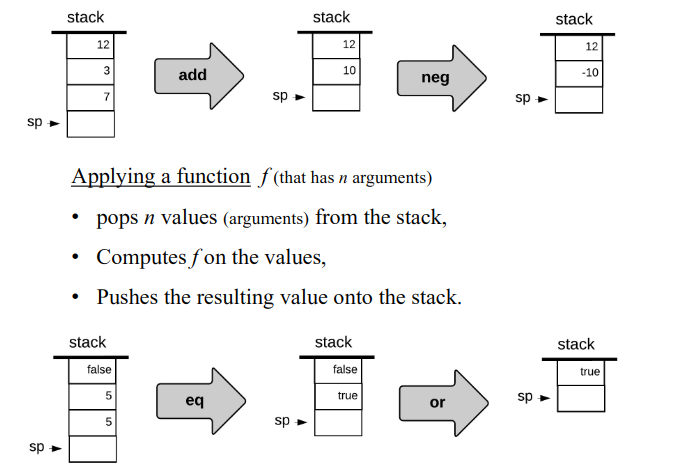 stack stack stack
12 12 12
3 add 10 neg -10
7 sp sp
sp
Applying a function f (that has n arguments)
• pops n values (arguments) from the stack,
• Computes f on the values,
• Pushes the resulting value onto the stack.
stack stack stack
false false true
5 eq true or sp
5 sp
sp